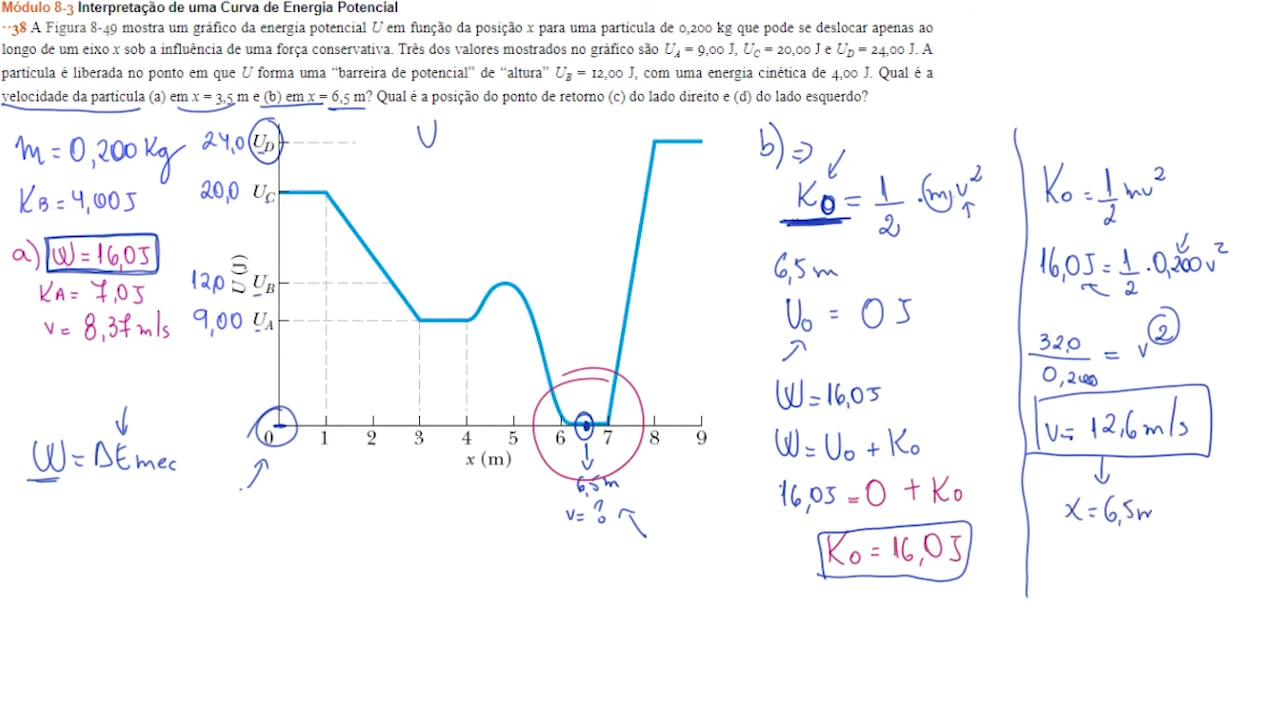 Módulo 8-3 Interpretação de uma Curva de Energia Potencial
··38 A Figura 8-49 mostra um gráfico da energia potencial U em função da posição x para uma partícula de 0,200 kg que pode se deslocar apenas ao
longo de um eixo x sob a influência de uma força conservativa. Três dos valores mostrados no gráfico são U_A = 9,00 J, U_C = 20,00 J e U_D = 24,00 J. A
partícula é liberada no ponto em que U forma uma “barreira de potencial” de “altura” U_B = 12,00 J, com uma energia cinética de 4,00 J. Qual é a
velocidade da partícula (a) em x = 3,5 m e (b) em x = 6,5 m? Qual é a posição do ponto de retorno (c) do lado direito e (d) do lado esquerdo?
m = 0,200 Kg
K_B = 4,00 J
a) W = 16,0 J
K_A = 7,0 J
v = 8,37 m/s
W = ΔEmec
U
24,0 U_D
20,0 U_C
12,0 U_B
9,00 U_A
U (J)
0 1 2 3 4 5 6 7 8 9
x (m)
6,5 m
v = ?
b) ⇒
K_0 = 1/2 · (m) · v²
6,5 m
U_0 = 0 J
W = 16,0 J
W = U_0 + K_0
16,0 J = 0 + K_0
K_0 = 16,0 J
K_0 = 1/2 mv²
16,0 J = 1/2 · 0,200 v²
32,0 / 0,200 = v²
v = 12,6 m/s
x = 6,5 m